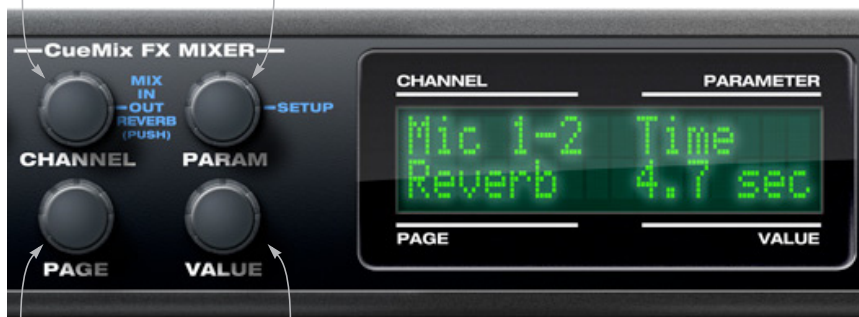 CueMix FX MIXER
MIX
IN
OUT
REVERB
(PUSH)
SETUP
CHANNEL
PARAM
PAGE
VALUE
CHANNEL
PARAMETER
Mic 1-2 Time
Reverb 4.7 sec
PAGE
VALUE